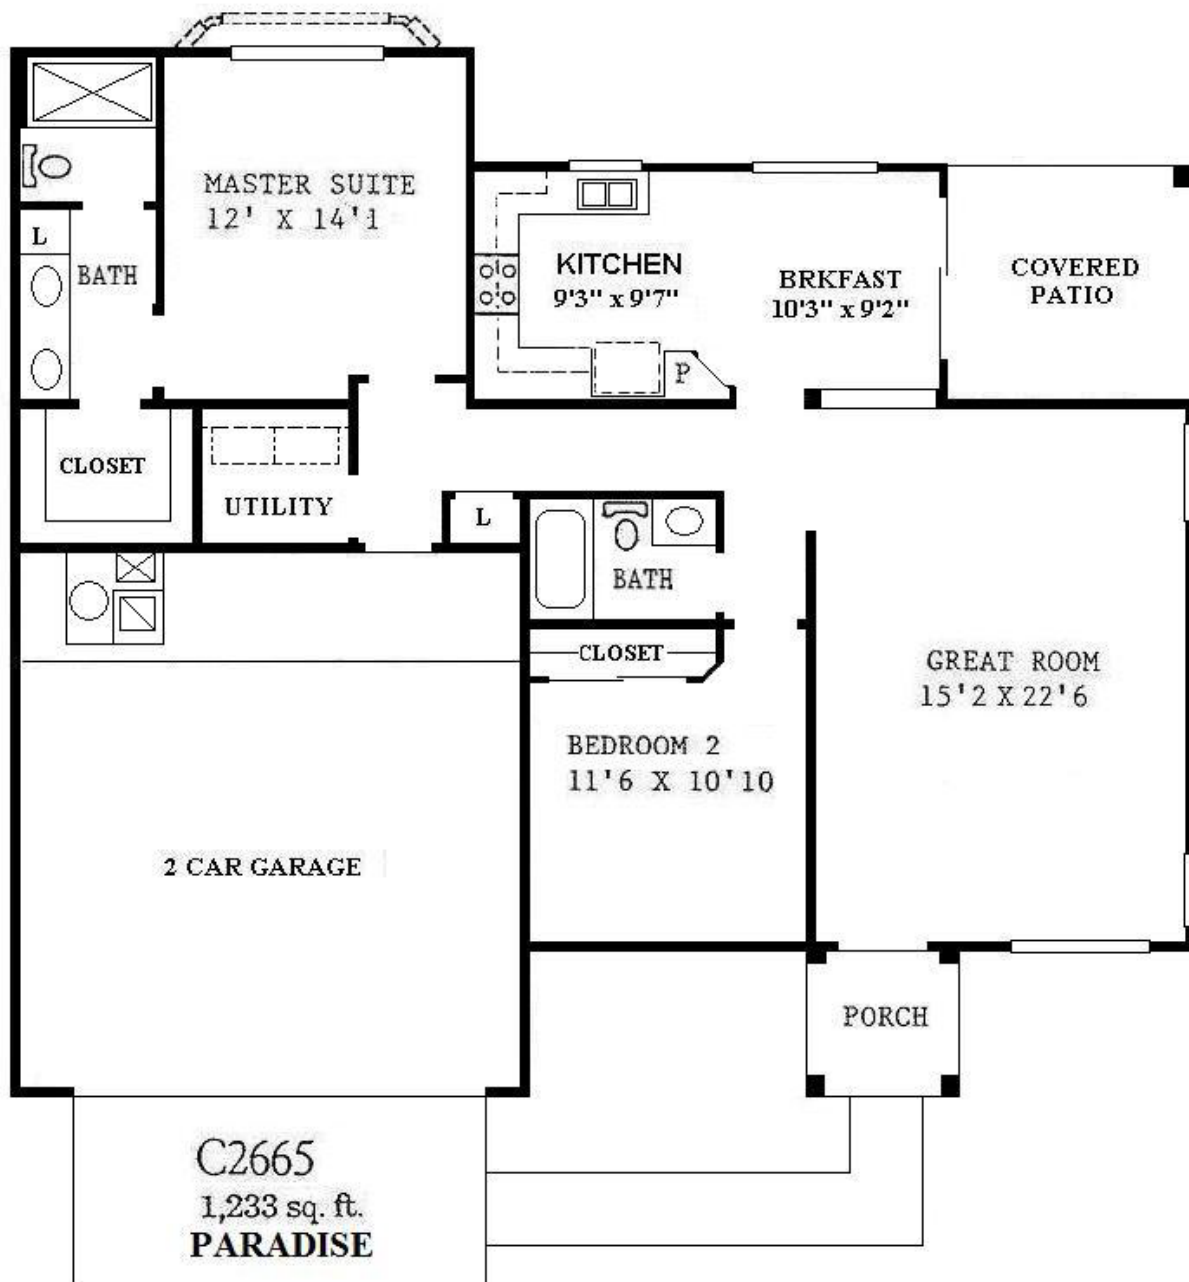 MASTER SUITE
12' X 14'1
L
BATH
KITCHEN
9'3" x 9'7"
BRKFAST
10'3" x 9'2"
COVERED
PATIO
P
CLOSET
UTILITY
L
BATH
CLOSET
GREAT ROOM
15'2 X 22'6
BEDROOM 2
11'6 X 10'10
2 CAR GARAGE
PORCH
C2665
1,233 sq. ft.
PARADISE